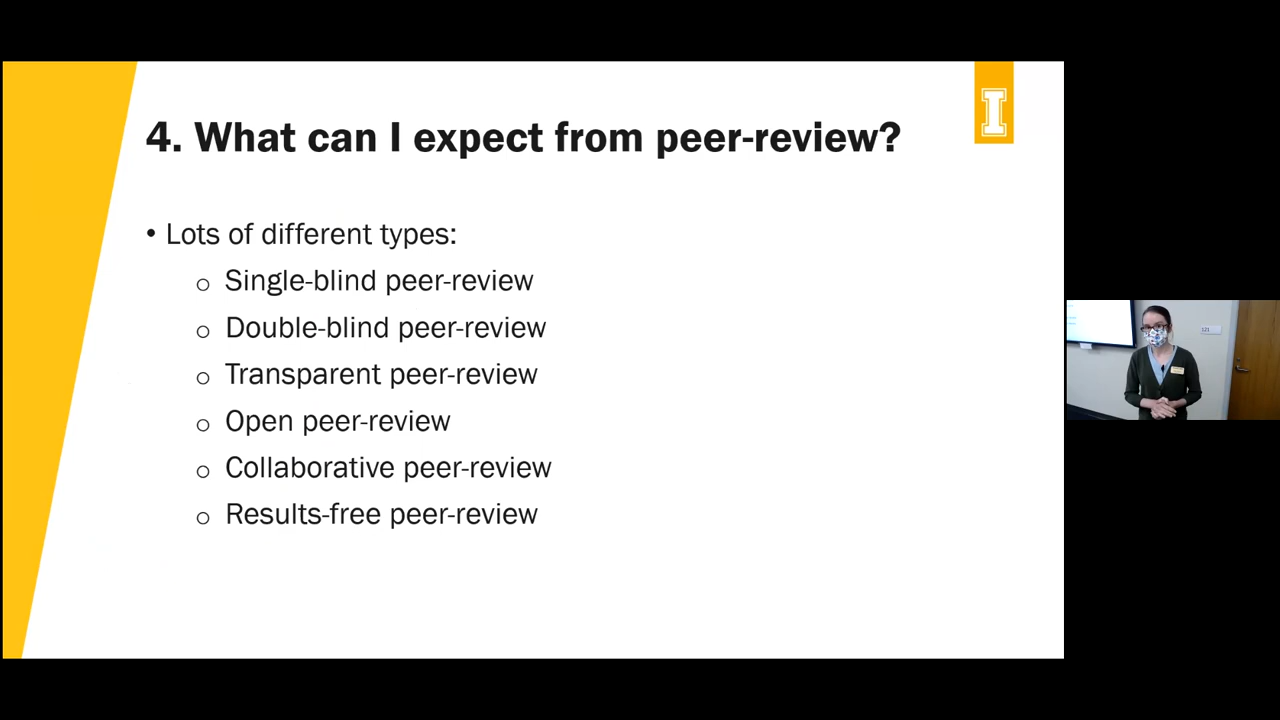 I
4. What can I expect from peer-review?
• Lots of different types:
o Single-blind peer-review
o Double-blind peer-review
o Transparent peer-review
o Open peer-review
o Collaborative peer-review
o Results-free peer-review